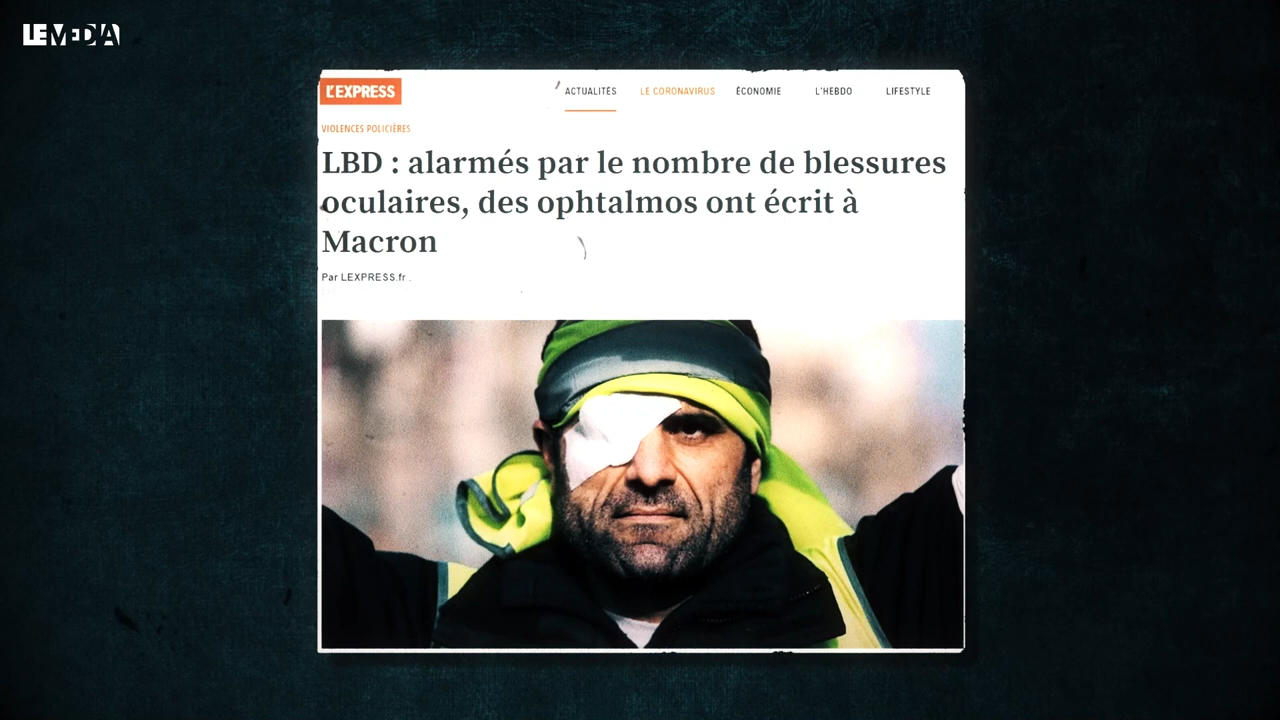 LEMEDIA
L'EXPRESS
ACTUALITÉS LE CORONAVIRUS ÉCONOMIE L'HEBDO LIFESTYLE
VIOLENCES POLICIÈRES
LBD : alarmés par le nombre de blessures
oculaires, des ophtalmos ont écrit à
Macron
Par LEXPRESS.fr .